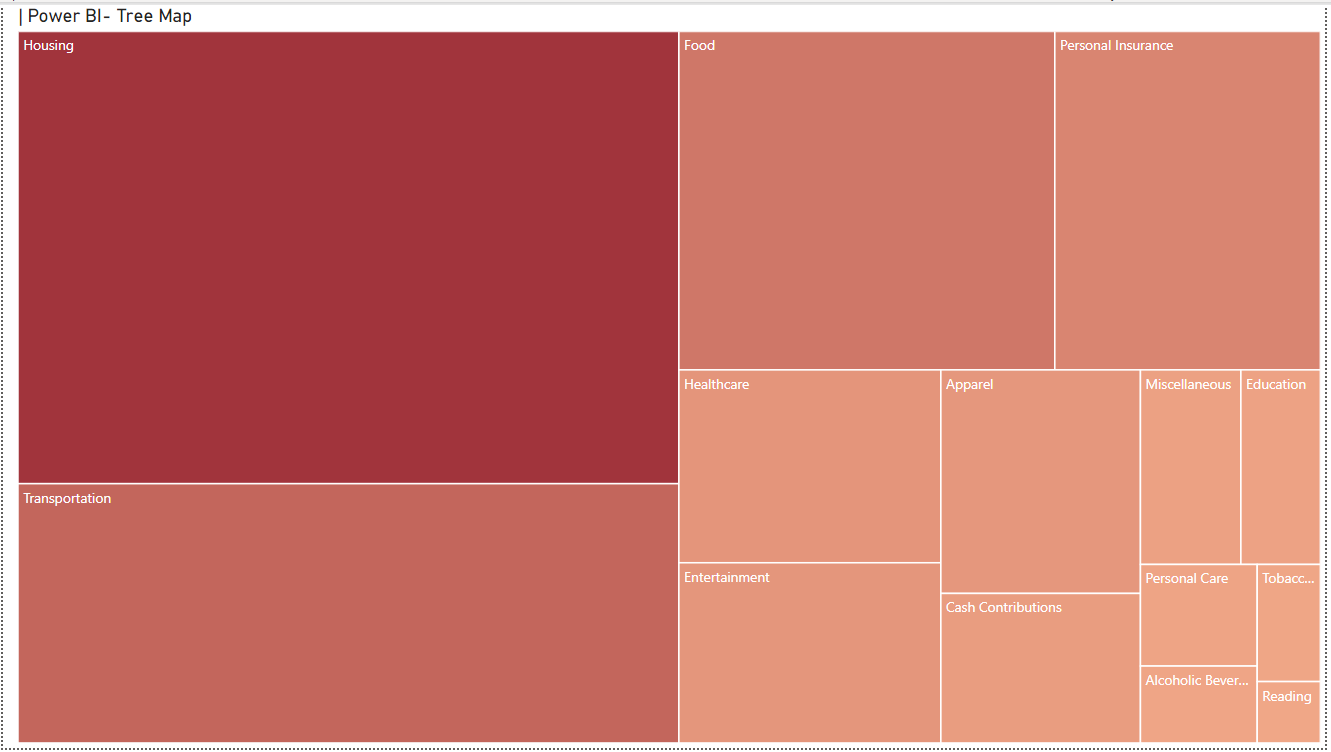 | Power BI- Tree Map
Housing
Food
Personal Insurance
Healthcare
Apparel
Miscellaneous
Education
Transportation
Entertainment
Personal Care
Tobacc...
Cash Contributions
Alcoholic Bever...
Reading